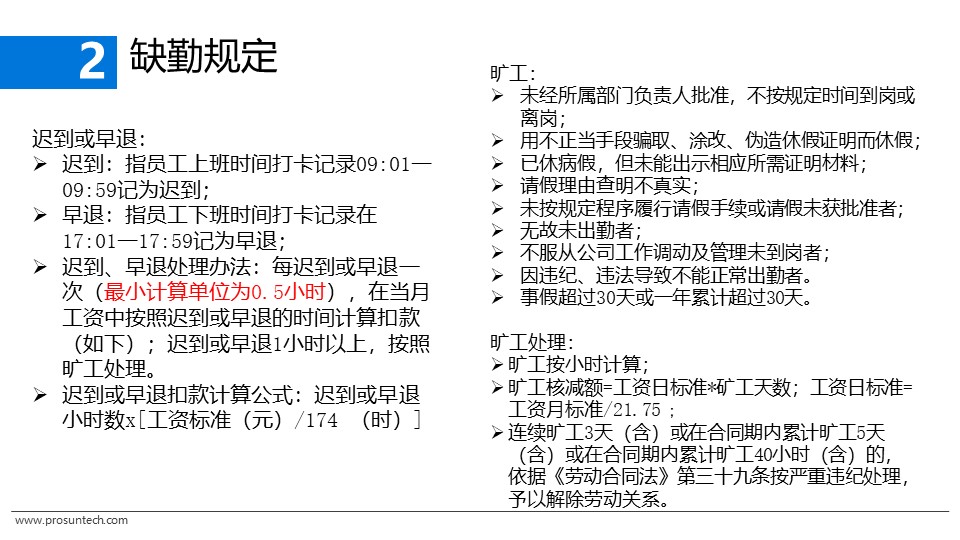 2
缺勤规定
迟到或早退：
➢ 迟到：指员工上班时间打卡记录09:01—
09:59记为迟到；
➢ 早退：指员工下班时间打卡记录在
17:01—17:59记为早退；
➢ 迟到、早退处理办法：每迟到或早退一
次（最小计算单位为0.5小时），在当月
工资中按照迟到或早退的时间计算扣款
（如下）；迟到或早退1小时以上，按照
旷工处理。
➢ 迟到或早退扣款计算公式：迟到或早退
小时数x[工资标准（元）/174 （时）]
旷工：
➢ 未经所属部门负责人批准，不按规定时间到岗或
离岗；
➢ 用不正当手段骗取、涂改、伪造休假证明而休假；
➢ 已休病假，但未能出示相应所需证明材料；
➢ 请假理由查明不真实；
➢ 未按规定程序履行请假手续或请假未获批准者；
➢ 无故未出勤者；
➢ 不服从公司工作调动及管理未到岗者；
➢ 因违纪、违法导致不能正常出勤者。
➢ 事假超过30天或一年累计超过30天。
旷工处理：
➢ 旷工按小时计算；
➢ 旷工核减额=工资日标准*矿工天数；工资日标准=
工资月标准/21.75 ；
➢ 连续旷工3天（含）或在合同期内累计旷工5天
（含）或在合同期内累计旷工40小时（含）的，
依据《劳动合同法》第三十九条按严重违纪处理，
予以解除劳动关系。
www.prosuntech.com